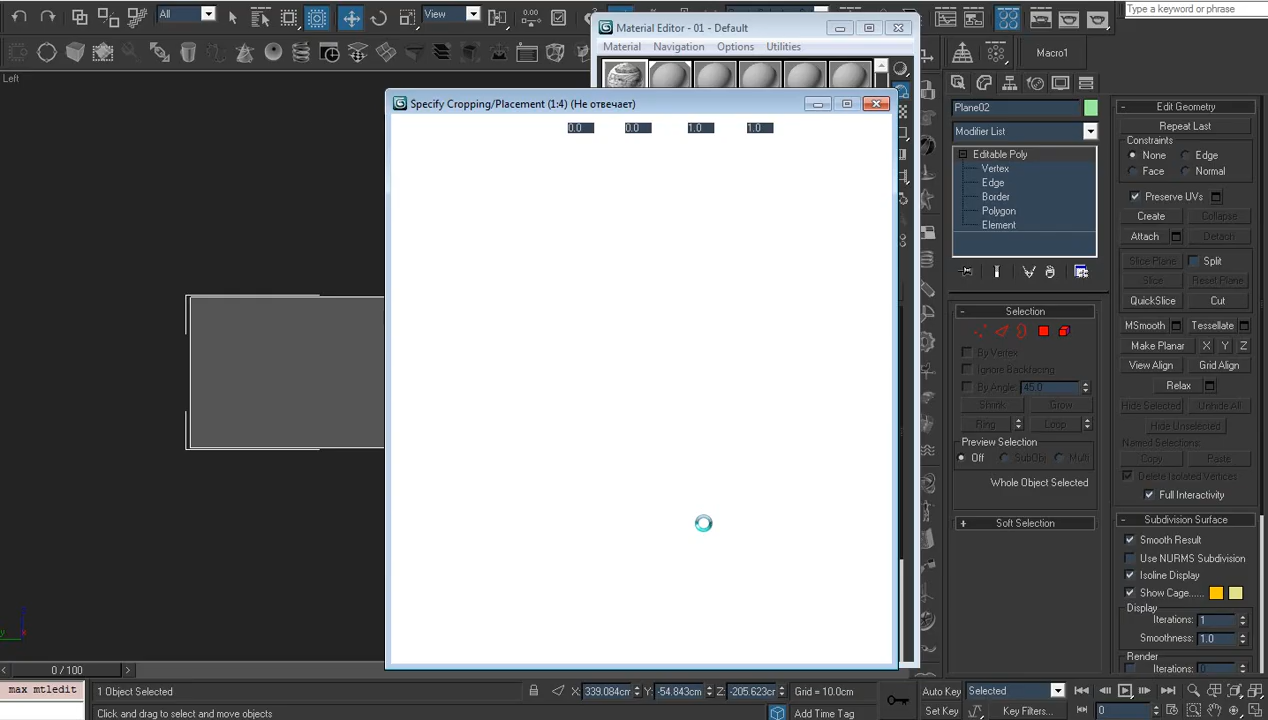 All
View
Type a keyword or phrase
Material Editor - 01 - Default
Material Navigation Options Utilities
Macro1
Left
Specify Cropping/Placement (1:4) (Не отвечает)
0.0 0.0 1.0 1.0
Plane02
Modifier List
Editable Poly
Vertex
Edge
Border
Polygon
Element
Selection
By Vertex
Ignore Backfacing
By Angle: 45.0
Shrink Grow
Ring Loop
Preview Selection
Off SubObj Multi
Whole Object Selected
Soft Selection
Edit Geometry
Repeat Last
Constraints
None Edge
Face Normal
Preserve UVs
Create Collapse
Attach Detach
Slice Plane Split
Slice Reset Plane
QuickSlice Cut
MSmooth Tessellate
Make Planar X Y Z
View Align Grid Align
Relax
Hide Selected Unhide All
Hide Unselected
Named Selections:
Copy Paste
Delete Isolated Vertices
Full Interactivity
Subdivision Surface
Smooth Result
Use NURMS Subdivision
Isoline Display
Show Cage......
Display
Iterations: 1
Smoothness: 1.0
Render
Iterations: 0
y
0 / 100
max mtledit
1 Object Selected
X: 339.084cm Y: -54.843cm Z: -205.623cm Grid = 10.0cm
Auto Key Selected
Click and drag to select and move objects
Add Time Tag
Set Key Key Filters...
0